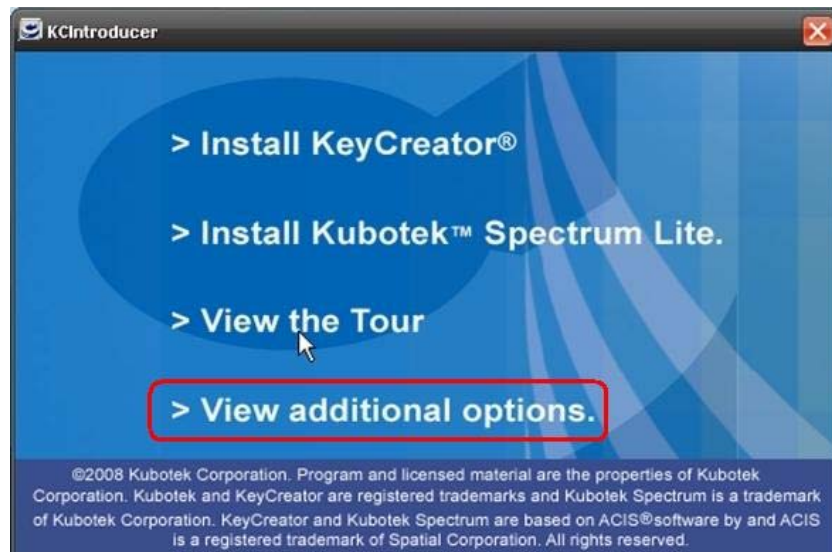 KCIntroducer
> Install KeyCreator®
> Install Kubotek™ Spectrum Lite.
> View the Tour
> View additional options.
©2008 Kubotek Corporation. Program and licensed material are the properties of Kubotek
Corporation. Kubotek and KeyCreator are registered trademarks and Kubotek Spectrum is a trademark
of Kubotek Corporation. KeyCreator and Kubotek Spectrum are based on ACIS®software by and ACIS
is a registered trademark of Spatial Corporation. All rights reserved.